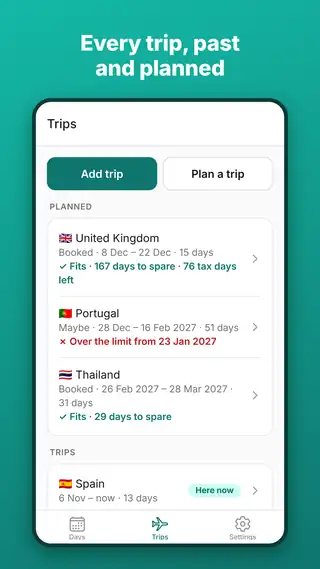 Every trip, past
and planned
Trips
Add trip
Plan a trip
PLANNED
United Kingdom
Booked · 8 Dec – 22 Dec · 15 days
✓ Fits · 167 days to spare · 76 tax days
left
Portugal
Maybe · 28 Dec – 16 Feb 2027 · 51 days
× Over the limit from 23 Jan 2027
Thailand
Booked · 26 Feb 2027 – 28 Mar 2027 ·
31 days
✓ Fits · 29 days to spare
TRIPS
Spain
6 Nov – now · 13 days
Here now
Days
Trips
Settings